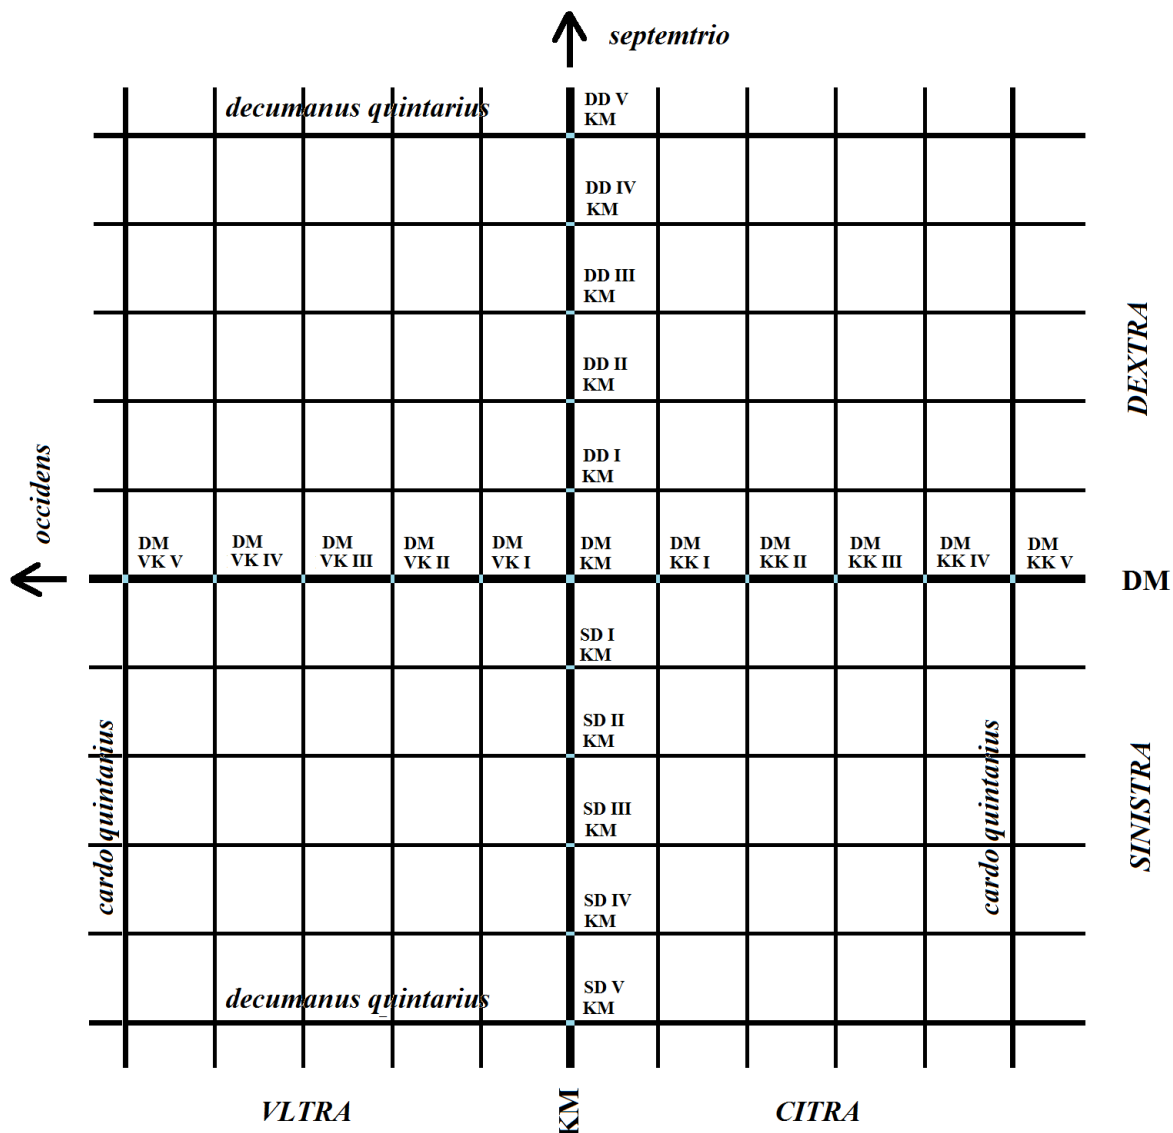 septemtrio
decumanus quintarius
DD V
KM
DD IV
KM
DD III
KM
DEXTRA
DD II
KM
DD I
KM
occidens
DM
VK V
DM
VK IV
DM
VK III
DM
VK II
DM
VK I
DM
KM
DM
KK I
DM
KK II
DM
KK III
DM
KK IV
DM
KK V
DM
SD I
KM
SD II
KM
cardo quintarius
cardo quintarius
SINISTRA
SD III
KM
SD IV
KM
decumanus quintarius
SD V
KM
VLTRA
KM
CITRA